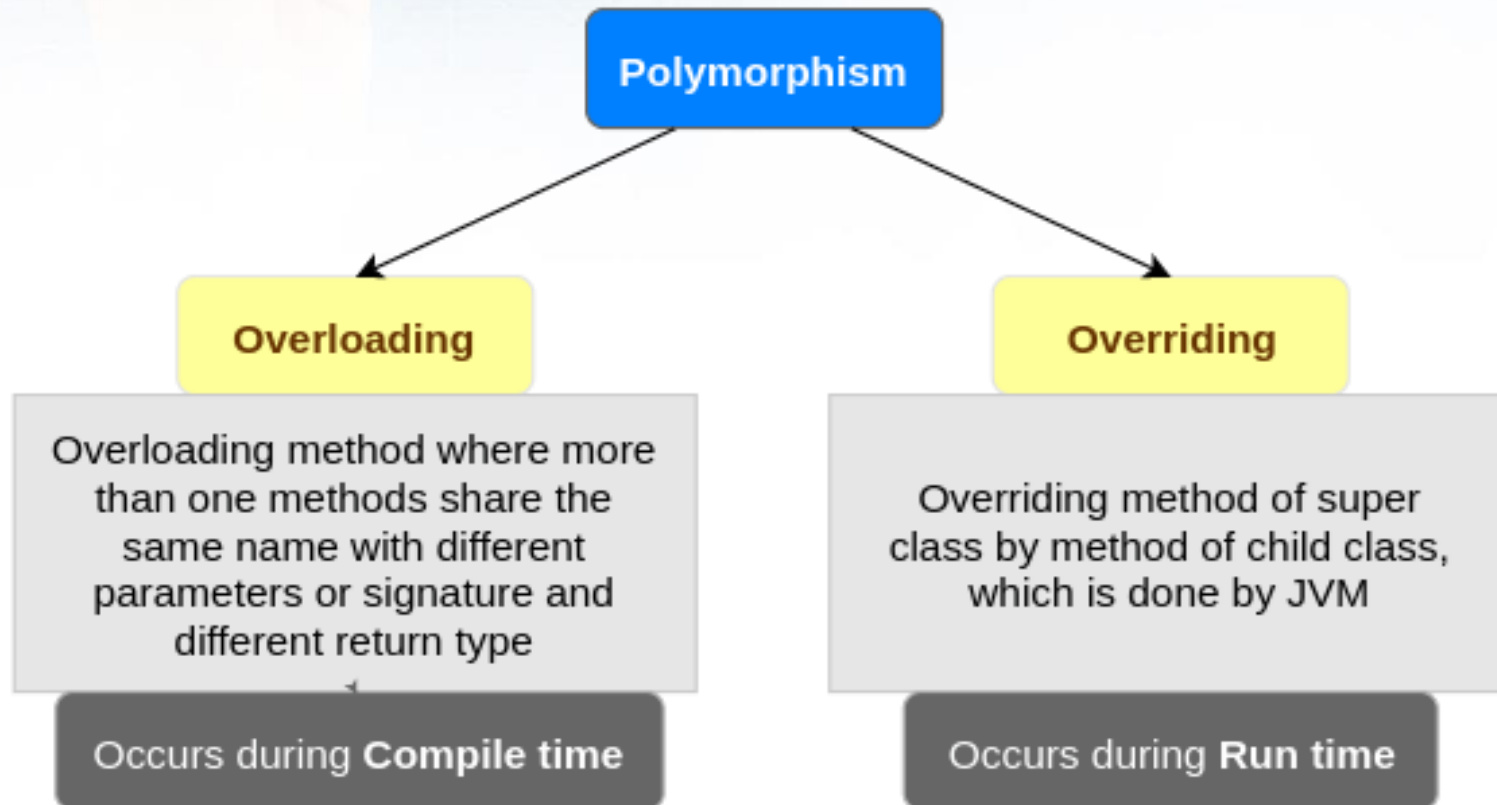 Polymorphism
Overloading
Overloading method where more
than one methods share the
same name with different
parameters or signature and
different return type
Occurs during Compile time
Overriding
Overriding method of super
class by method of child class,
which is done by JVM
Occurs during Run time